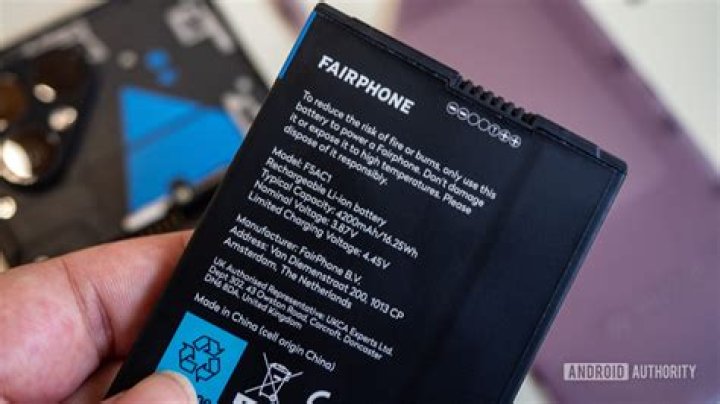 FAIRPHONE
To reduce the risk of fire or burns, only use this
battery to power a Fairphone. Don't damage
it or expose it to high temperatures. Please
dispose of it responsibly.
Model: F5AC1
Rechargeable Li-ion battery
Typical Capacity: 4200mAh/16.25Wh
Nominal Voltage: 3.87V
Limited Charging Voltage: 4.45V
Manufacturer: FairPhone B.V.
Address: Van Diemenstraat 200, 1013 CP
Amsterdam, The Netherlands
UK Authorised Representative: UKCA Experts Ltd.
Dept 302, 43 Owston Road, Carcroft, Doncaster
DN6 8DA, United Kingdom
Made in China (cell origin China)
ANDROID AUTHORITY